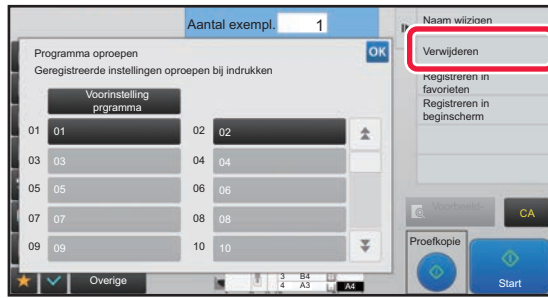 Aantal exempl. 1
Naam wijzigen
Verwijderen
Registreren in
favorieten
Registreren in
beginscherm
Programma oproepen
OK
Geregistreerde instellingen oproepen bij indrukken
Voorinstelling
prgramma
01 01
02 02
03 03
04 04
05 05
06 06
07 07
08 08
09 09
10 10
Voorbeeld-
CA
Proefkopie
Start
Overige
3 B4
4 A3
A4